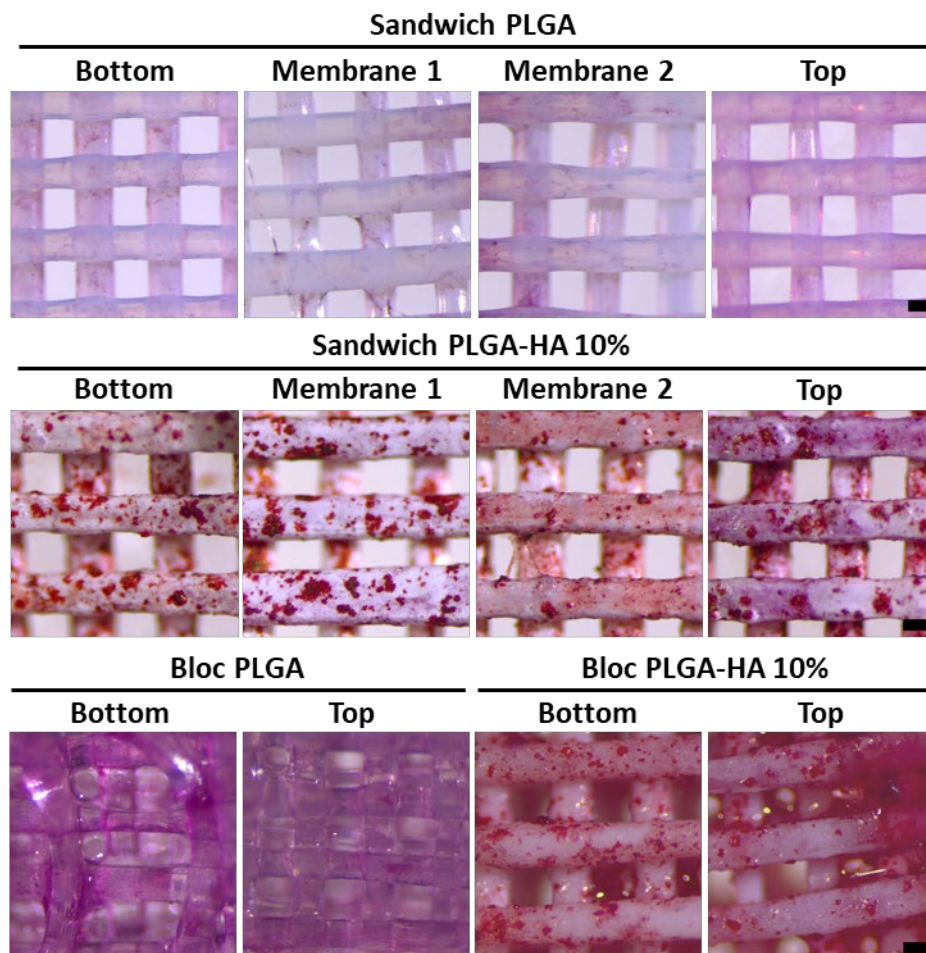 Sandwich PLGA
Bottom Membrane 1 Membrane 2 Top
Sandwich PLGA-HA 10%
Bottom Membrane 1 Membrane 2 Top
Bloc PLGA Bloc PLGA-HA 10%
Bottom Top Bottom Top